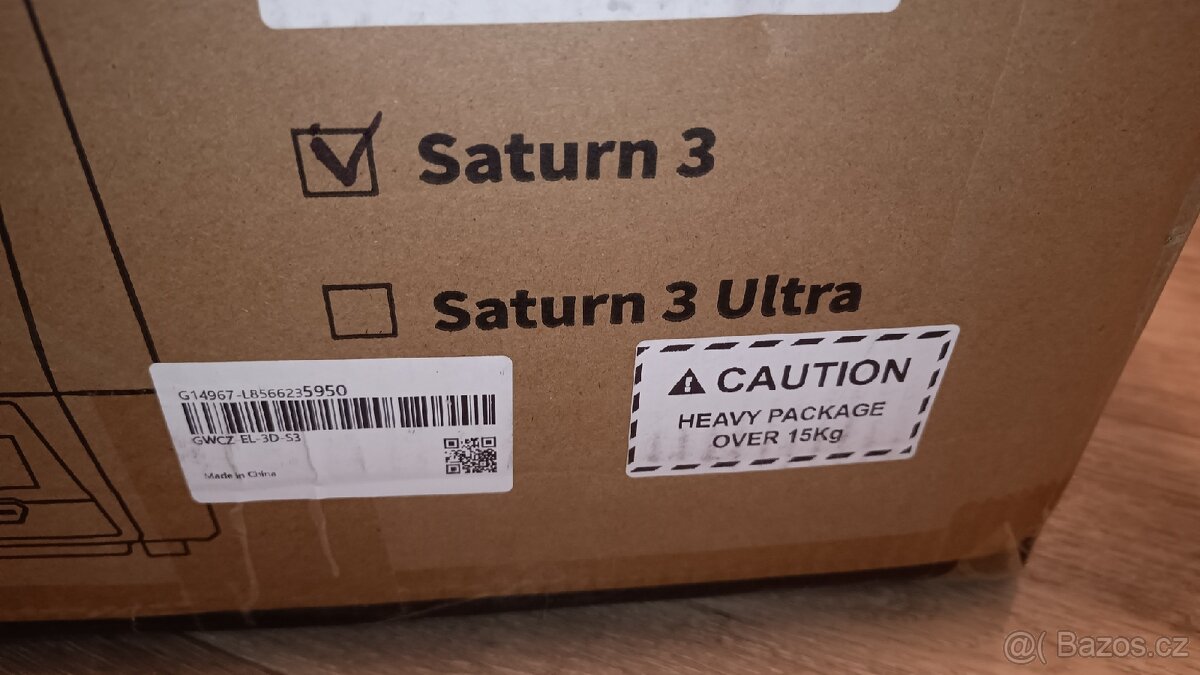 Saturn 3
Saturn 3 Ultra
G14967-L8566235950
GWCZ-EL-3D-S3
Made in China
CAUTION
HEAVY PACKAGE
OVER 15Kg
@( Bazos.cz